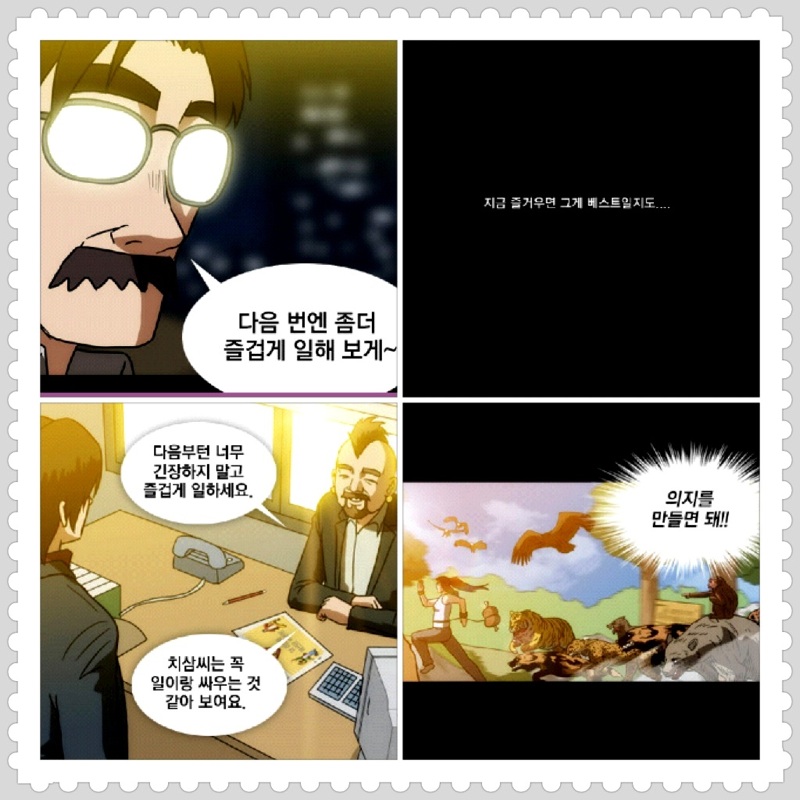 다음 번엔 좀더
즐겁게 일해 보게~
지금 즐거우면 그게 베스트일지도....
다음부턴 너무
긴장하지 말고
즐겁게 일하세요.
치삼씨는 꼭
일이랑 싸우는 것
같아 보여요.
의지를
만들면 돼!!